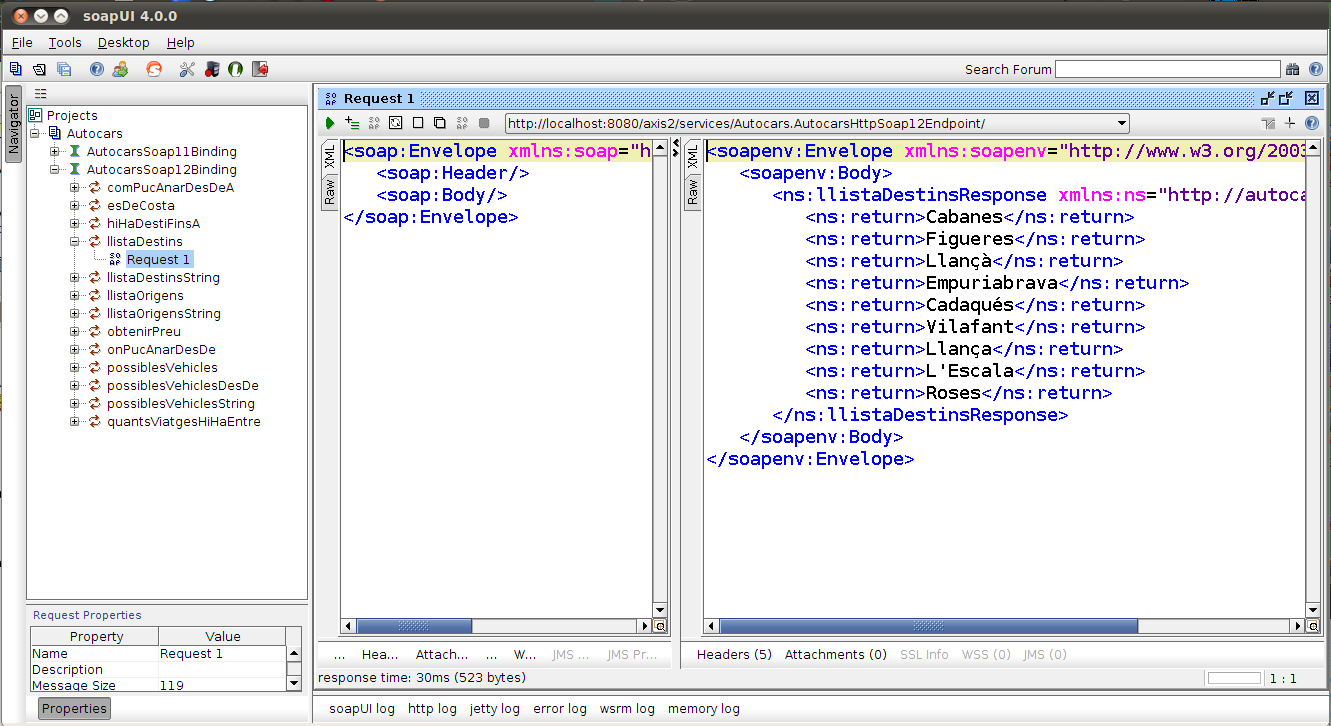 soapUI 4.0.0
File Tools Desktop Help
Search Forum
Navigator
Projects
Autocars
AutocarsSoap11Binding
AutocarsSoap12Binding
comPucAnarDesDeA
esDeCosta
hiHaDestiFinsA
llistaDestins
Request 1
llistaDestinsString
llistaOrigens
llistaOrigensString
obtenirPreu
onPucAnarDesDe
possiblesVehicles
possiblesVehiclesDesDe
possiblesVehiclesString
quantsViatgesHiHaEntre
Request Properties
Property Value
Name Request 1
Description
Message Size 119
Properties
Request 1
http://localhost:8080/axis2/services/Autocars.AutocarsHttpSoap12Endpoint/
XML
Raw
<soap:Envelope xmlns:soap="h
<soap:Header/>
<soap:Body/>
</soap:Envelope>
... Hea... Attach... ... W... JMS ... JMS Pr...
XML
Raw
<soapenv:Envelope xmlns:soapenv="http://www.w3.org/2003
<soapenv:Body>
<ns:llistaDestinsResponse xmlns:ns="http://autoca
<ns:return>Cabanes</ns:return>
<ns:return>Figueres</ns:return>
<ns:return>Llançà</ns:return>
<ns:return>Empuriabrava</ns:return>
<ns:return>Cadaqués</ns:return>
<ns:return>Vilafant</ns:return>
<ns:return>Llança</ns:return>
<ns:return>L'Escala</ns:return>
<ns:return>Roses</ns:return>
</ns:llistaDestinsResponse>
</soapenv:Body>
</soapenv:Envelope>
Headers (5) Attachments (0) SSL Info WSS (0) JMS (0)
response time: 30ms (523 bytes)
1 : 1
soapUI log http log jetty log error log wsrm log memory log